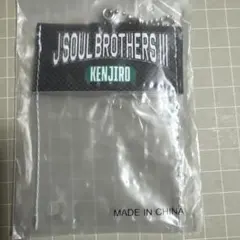 J SOUL BROTHERS III
KENJIRO
MADE IN CHINA